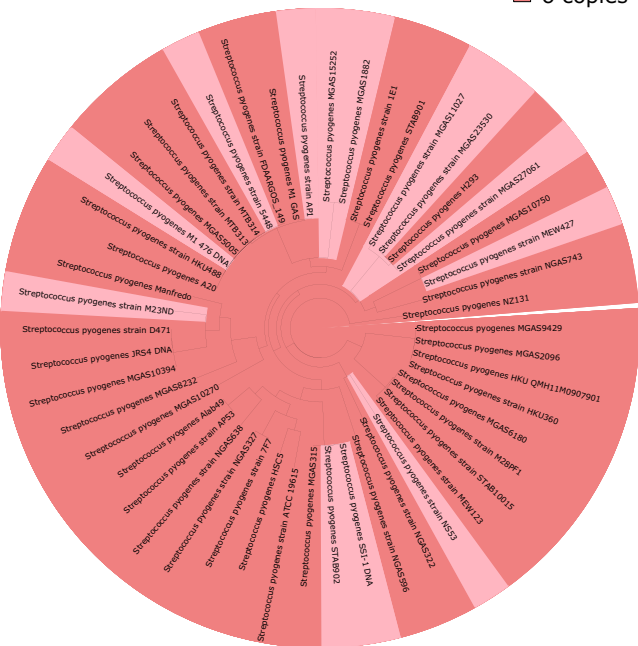 6 copies
Streptococcus pyogenes MGAS15252
Streptococcus pyogenes MGAS1882
Streptococcus pyogenes strain 1E1
Streptococcus pyogenes STAB901
Streptococcus pyogenes strain MGAS11027
Streptococcus pyogenes strain MGAS23530
Streptococcus pyogenes H293
Streptococcus pyogenes strain MGAS27061
Streptococcus pyogenes MGAS10750
Streptococcus pyogenes strain MEW427
Streptococcus pyogenes strain NGAS743
Streptococcus pyogenes NZ131
Streptococcus pyogenes MGAS9429
Streptococcus pyogenes MGAS2096
Streptococcus pyogenes HKU QMH11M0907901
Streptococcus pyogenes strain HKU360
Streptococcus pyogenes MGAS6180
Streptococcus pyogenes strain M28PF1
Streptococcus pyogenes strain STAB10015
Streptococcus pyogenes strain MEW123
Streptococcus pyogenes strain NS53
Streptococcus pyogenes strain NGAS322
Streptococcus pyogenes strain NGAS596
Streptococcus pyogenes SSI-1 DNA
Streptococcus pyogenes STAB902
Streptococcus pyogenes MGAS315
Streptococcus pyogenes strain ATCC 19615
Streptococcus pyogenes HSC5
Streptococcus pyogenes strain 7F7
Streptococcus pyogenes strain NGAS327
Streptococcus pyogenes strain NGAS638
Streptococcus pyogenes strain AP53
Streptococcus pyogenes Alab49
Streptococcus pyogenes MGAS10270
Streptococcus pyogenes MGAS8232
Streptococcus pyogenes MGAS10394
Streptococcus pyogenes JRS4 DNA
Streptococcus pyogenes strain D471
Streptococcus pyogenes strain M23ND
Streptococcus pyogenes Manfredo
Streptococcus pyogenes A20
Streptococcus pyogenes strain HKU488
Streptococcus pyogenes M1 476 DNA
Streptococcus pyogenes MGAS5005
Streptococcus pyogenes strain MTB313
Streptococcus pyogenes strain MTB314
Streptococcus pyogenes strain 5448
Streptococcus pyogenes strain FDAARGOS_149
Streptococcus pyogenes M1 GAS
Streptococcus pyogenes strain AP1